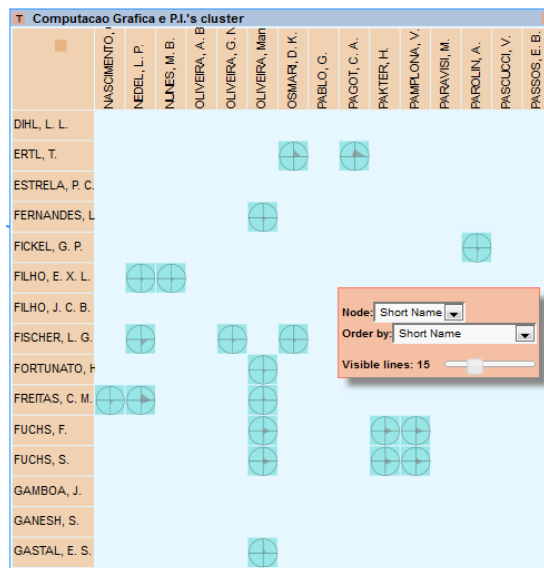 T Computacao Grafica e P.I.'s cluster
NASCIMENTO,
NEDEL, L. P.
NUNES, M. B.
OLIVEIRA, A. B
OLIVEIRA, G. N
OLIVEIRA, Man
OSMARI, D. K.
PABLO, G.
PAGOT, C. A.
PAKTER, H.
PAMPLONA, V.
PARAVISI, M.
PAROLIN, A.
PASCUCCI, V.
PASSOS, E. B.
DIHL, L. L.
ERTL, T.
ESTRELA, P. C.
FERNANDES, L
FICKEL, G. P.
FILHO, E. X. L.
FILHO, J. C. B.
FISCHER, L. G.
FORTUNATO, H
FREITAS, C. M.
FUCHS, F.
FUCHS, S.
GAMBOA, J.
GANESH, S.
GASTAL, E. S.
Node: Short Name
Order by: Short Name
Visible lines: 15